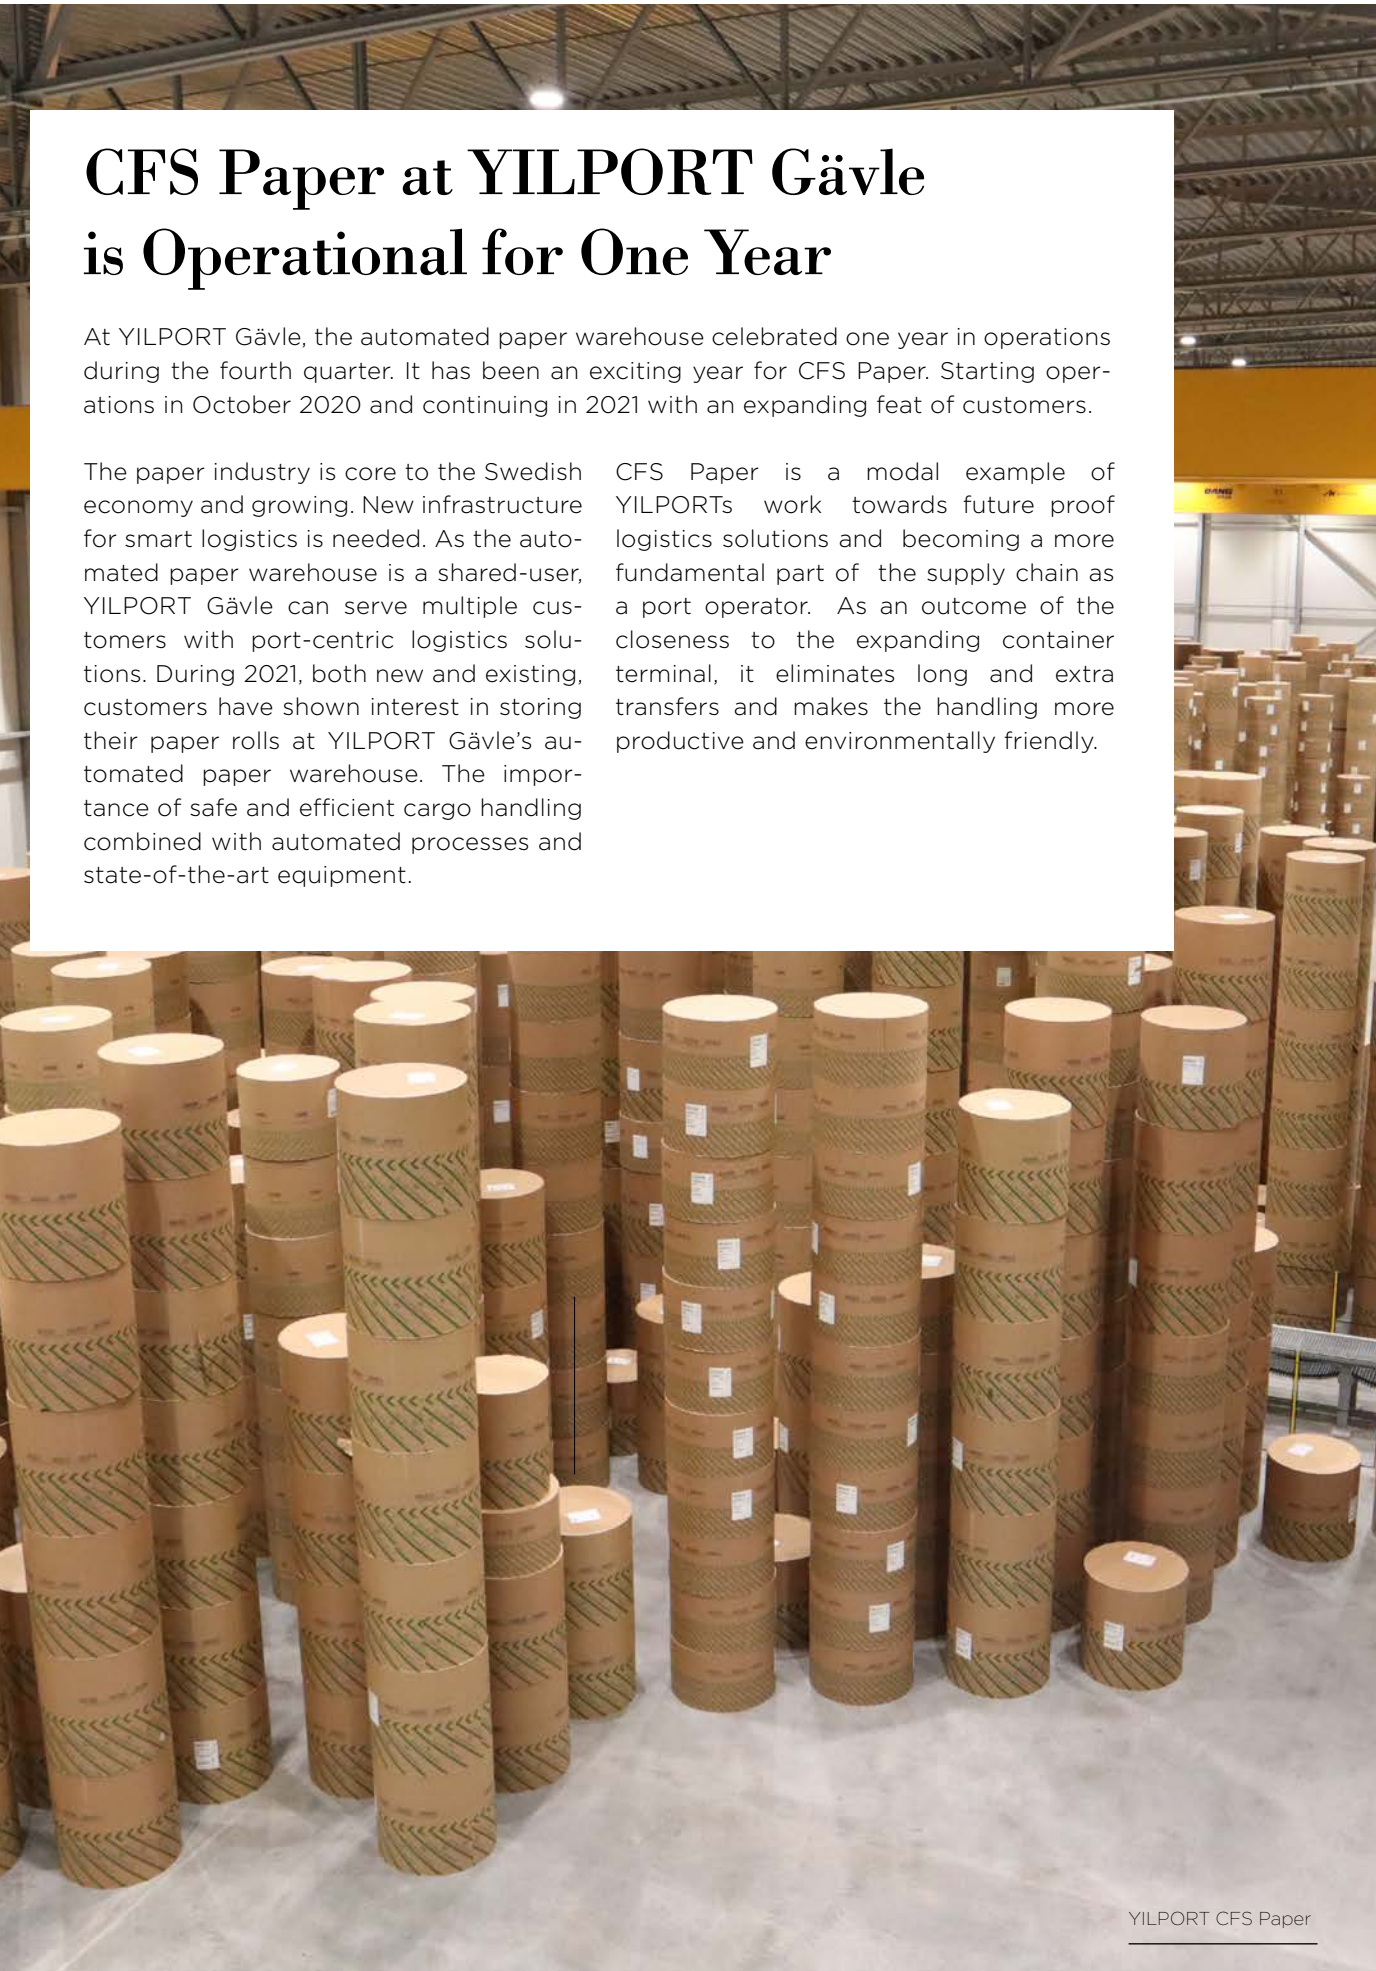 CFS Paper at YILPORT Gävle
is Operational for One Year
At YILPORT Gävle, the automated paper warehouse celebrated one year in operations
during the fourth quarter. It has been an exciting year for CFS Paper. Starting oper-
ations in October 2020 and continuing in 2021 with an expanding feat of customers.
The paper industry is core to the Swedish
economy and growing. New infrastructure
for smart logistics is needed. As the auto-
mated paper warehouse is a shared-user,
YILPORT Gävle can serve multiple cus-
tomers with port-centric logistics solu-
tions. During 2021, both new and existing,
customers have shown interest in storing
their paper rolls at YILPORT Gävle's au-
tomated paper warehouse. The impor-
tance of safe and efficient cargo handling
combined with automated processes and
state-of-the-art equipment.
CFS Paper is a modal example of
YILPORTs work towards future proof
logistics solutions and becoming a more
fundamental part of the supply chain as
a port operator. As an outcome of the
closeness to the expanding container
terminal, it eliminates long and extra
transfers and makes the handling more
productive and environmentally friendly.
YILPORT CFS Paper